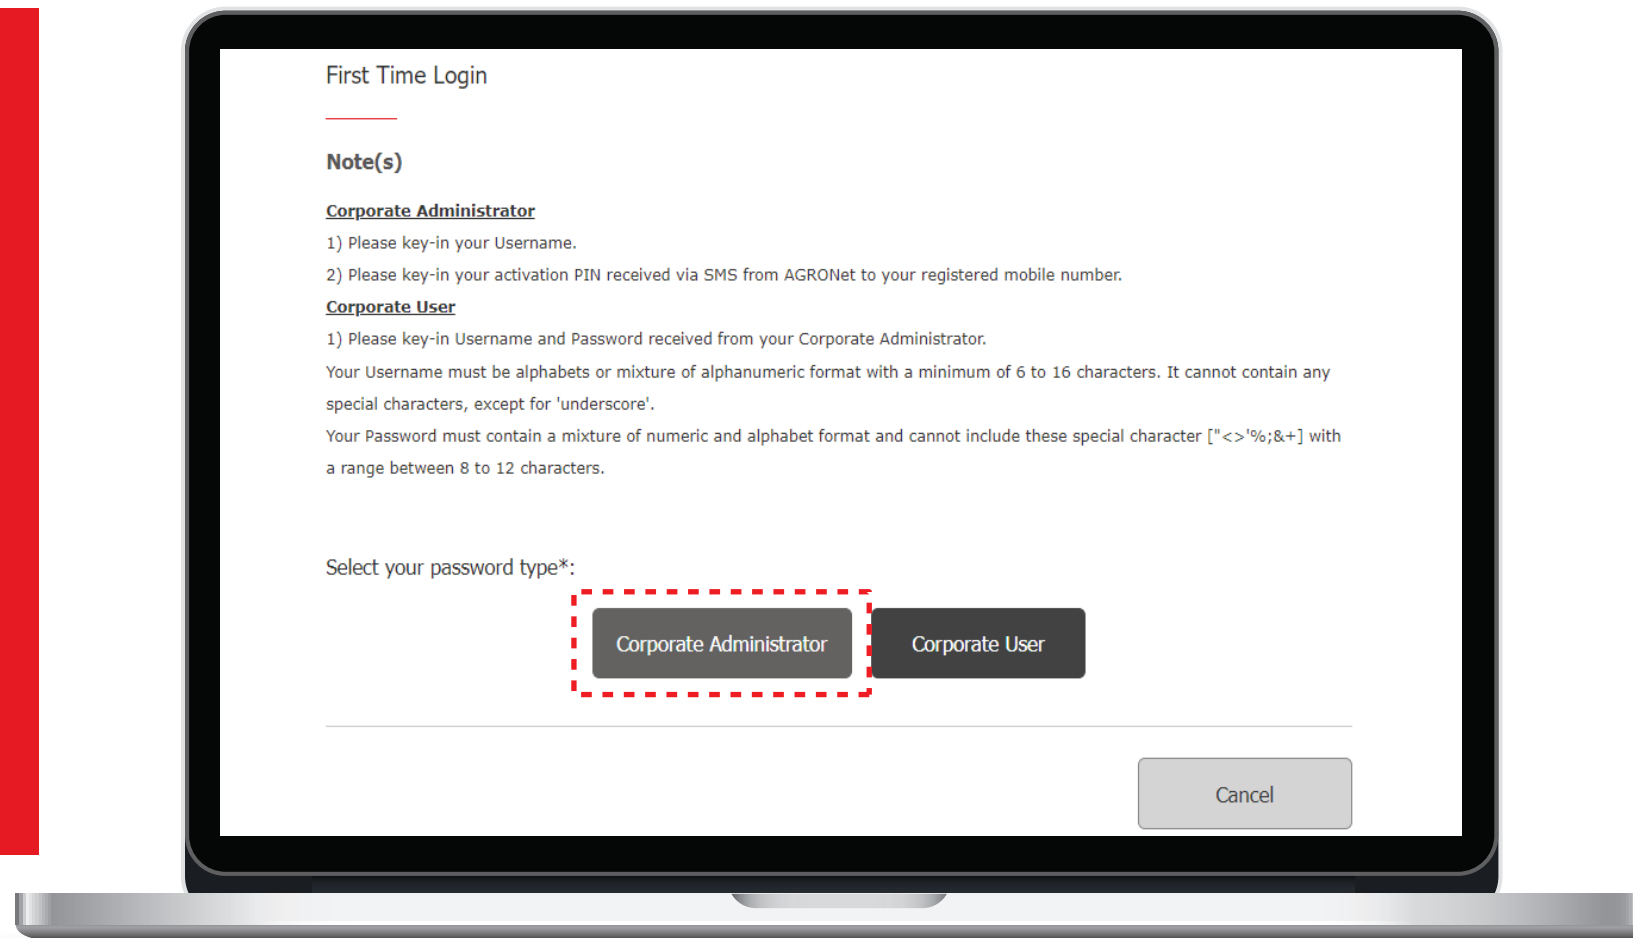 First Time Login
Note(s)
Corporate Administrator
1) Please key-in your Username.
2) Please key-in your activation PIN received via SMS from AGRONet to your registered mobile number.
Corporate User
1) Please key-in Username and Password received from your Corporate Administrator.
Your Username must be alphabets or mixture of alphanumeric format with a minimum of 6 to 16 characters. It cannot contain any
special characters, except for 'underscore'.
Your Password must contain a mixture of numeric and alphabet format and cannot include these special character ["<>'%;&+] with
a range between 8 to 12 characters.
Select your password type*:
Corporate Administrator Corporate User
Cancel